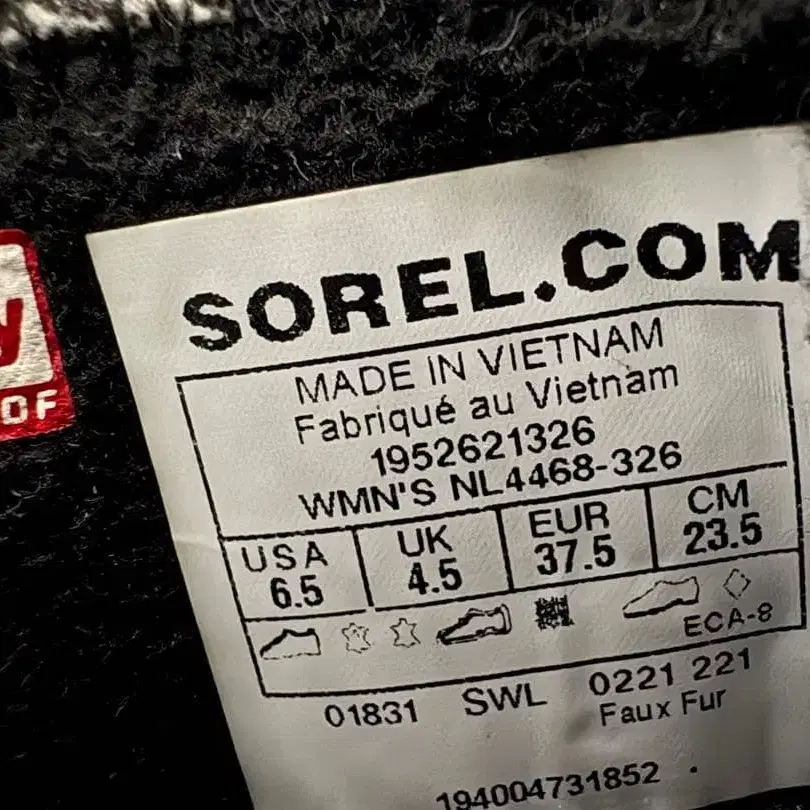 SOREL.COM
MADE IN VIETNAM
Fabriqué au Vietnam
1952621326
WMN'S NL4468-326
USA UK EUR CM
6.5 4.5 37.5 23.5
ECA-8
01831 SWL 0221 221
Faux Fur
194004731852
OF